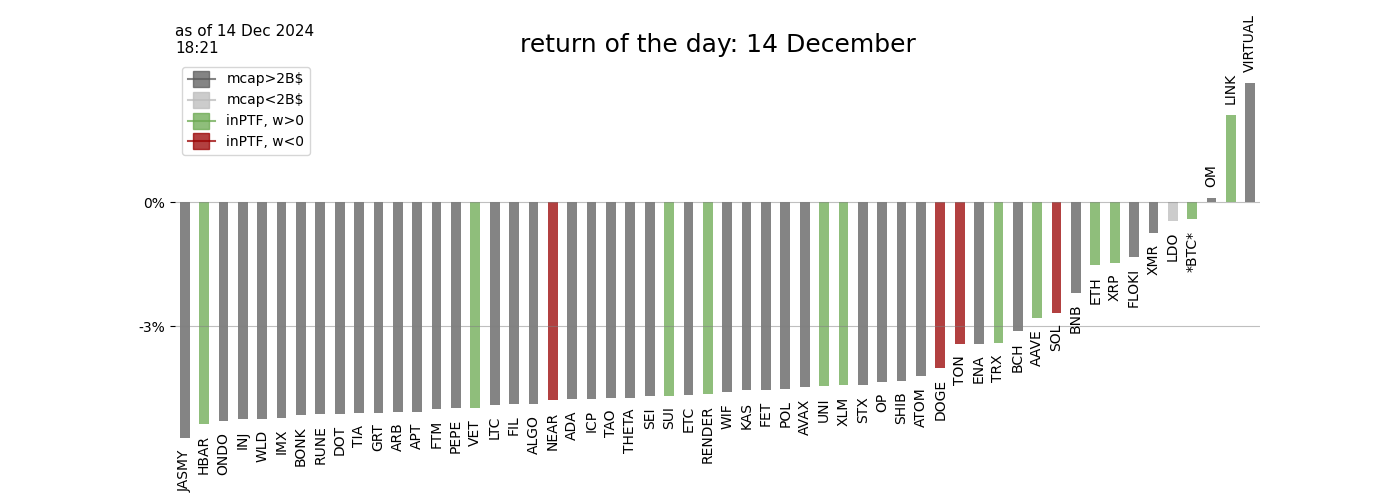 as of 14 Dec 2024
18:21
return of the day: 14 December
mcap>2B$
mcap<2B$
inPTF, w>0
inPTF, w<0
0%
-3%
JASMY
HBAR
ONDO
INJ
WLD
IMX
BONK
RUNE
DOT
TIA
GRT
ARB
APT
FTM
PEPE
VET
LTC
FIL
ALGO
NEAR
ADA
ICP
TAO
THETA
SEI
SUI
ETC
RENDER
WIF
KAS
FET
POL
AVAX
UNI
XLM
STX
OP
SHIB
ATOM
DOGE
TON
ENA
TRX
BCH
AAVE
SOL
BNB
ETH
XRP
FLOKI
XMR
LDO
*BTC*
OM
LINK
VIRTUAL